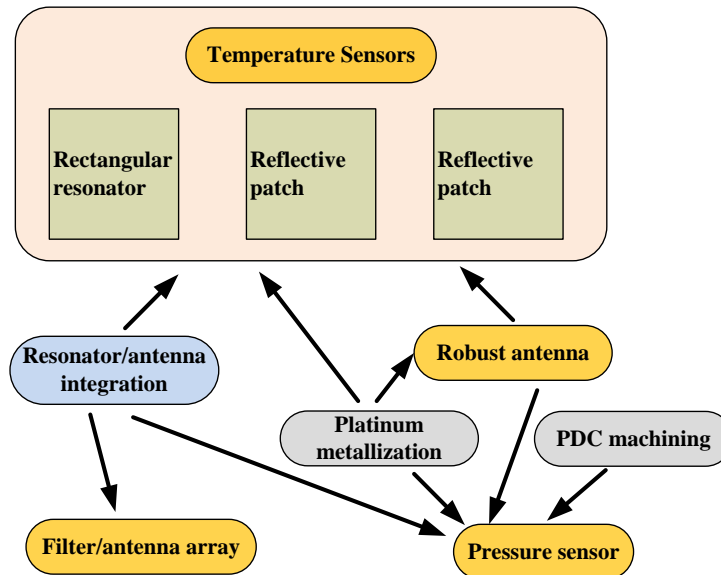 Temperature Sensors
Rectangular
resonator
Reflective
patch
Reflective
patch
Resonator/antenna
integration
Robust antenna
Platinum
metallization
PDC machining
Filter/antenna array
Pressure sensor